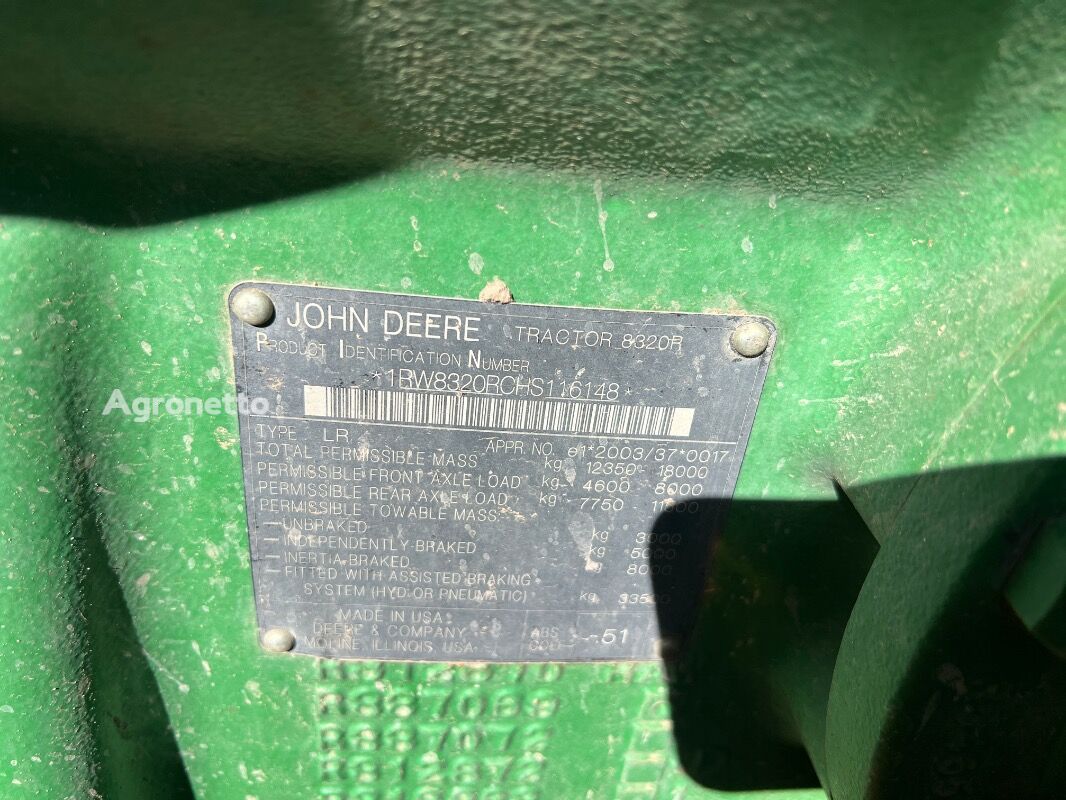 JOHN DEERE TRACTOR 8320R
PRODUCT IDENTIFICATION NUMBER
*1RW8320RCHS116148*
Agronetto
TYPE LR APPR. NO. e1*2003/37*0017
TOTAL PERMISSIBLE MASS kg 12350 - 18000
PERMISSIBLE FRONT AXLE LOAD kg 4600 - 8000
PERMISSIBLE REAR AXLE LOAD kg 7750 -
PERMISSIBLE TOWABLE MASS
-UNBRAKED kg 3000
-INDEPENDENTLY BRAKED kg 5000
-INERTIA-BRAKED kg 8000
-FITTED WITH ASSISTED BRAKING
SYSTEM (HYD. OR PNEUMATIC) kg 33500
MADE IN USA
DEERE & COMPANY
MOLINE, ILLINOIS, USA 51
R887072